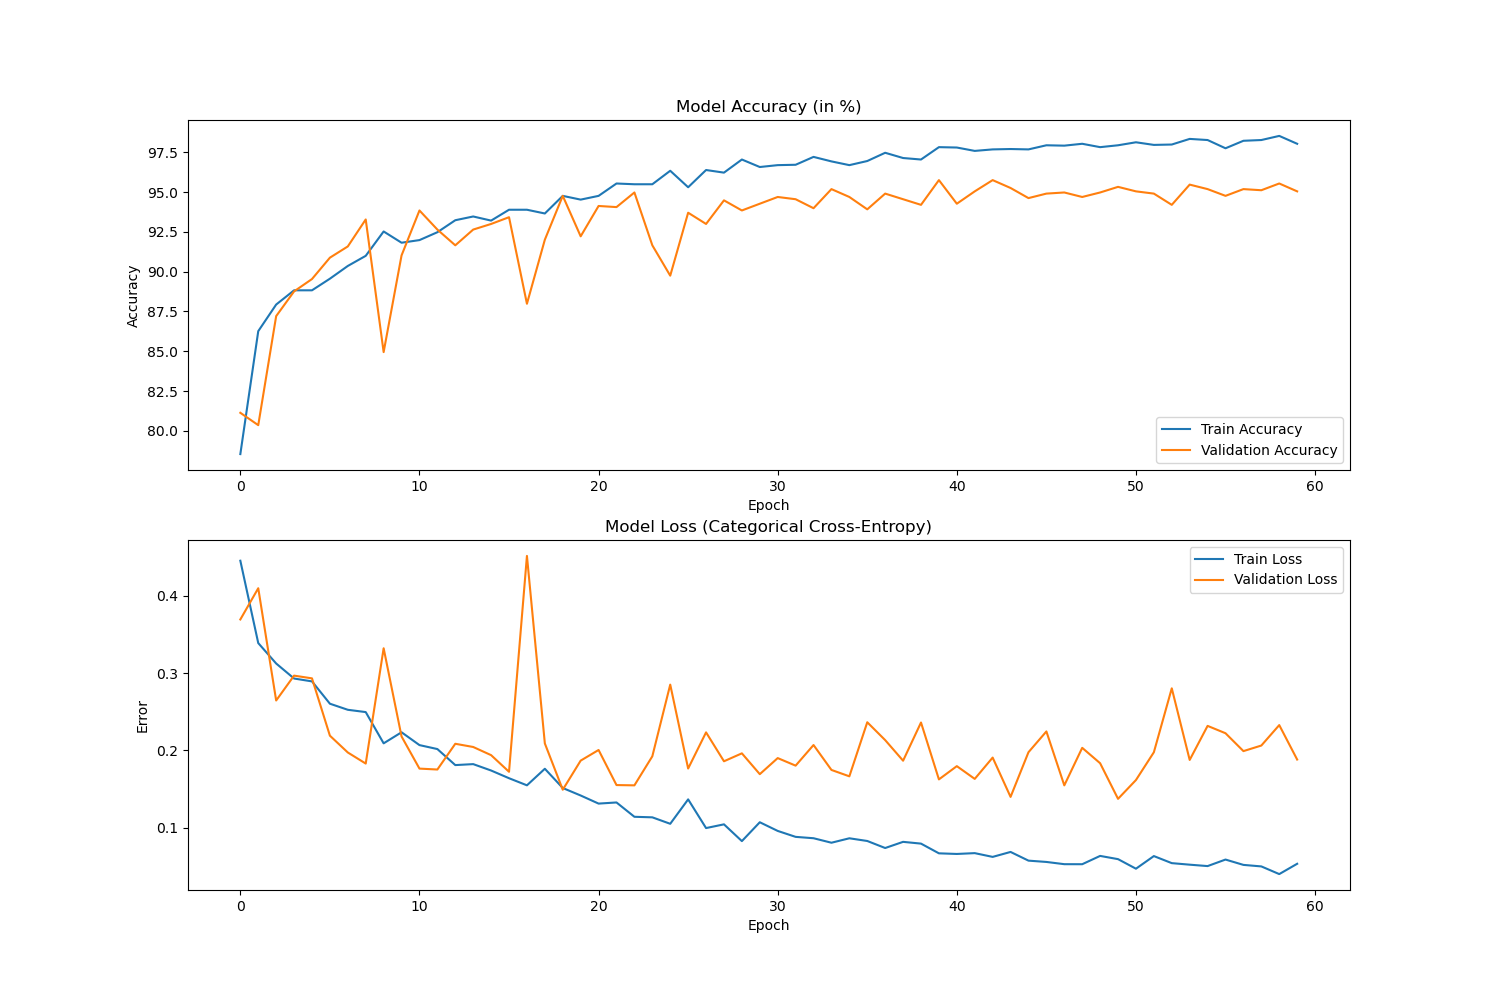 Model Accuracy (in %)
97.5
95.0
92.5
90.0
87.5
85.0
82.5
80.0
Accuracy
Train Accuracy
Validation Accuracy
0 10 20 30 40 50 60
Epoch
Model Loss (Categorical Cross-Entropy)
Train Loss
Validation Loss
0.4
0.3
0.2
0.1
Error
0 10 20 30 40 50 60
Epoch